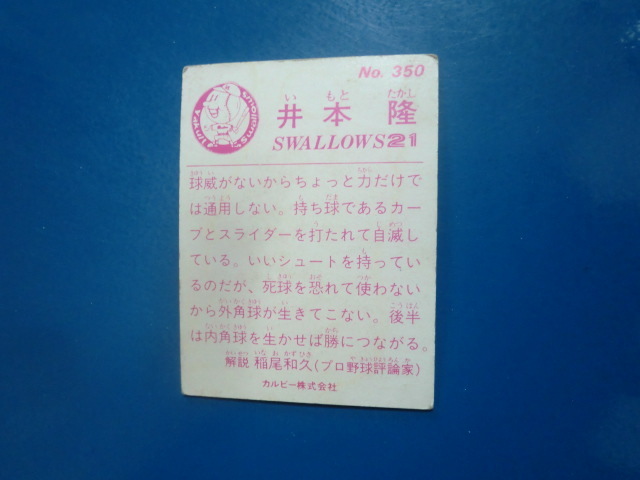 No. 350
い もと たかし
井本 隆
SWALLOWS 21
球威がないからちょっと力だけで
は通用しない。持ち球であるカー
ブとスライダーを打たれて自滅し
ている。いいシュートを持ってい
るのだが、死球を恐れて使わない
から外角球が生きてこない。後半
は内角球を生かせば勝につながる。
解説 稲尾和久(プロ野球評論家)
カルビー株式会社